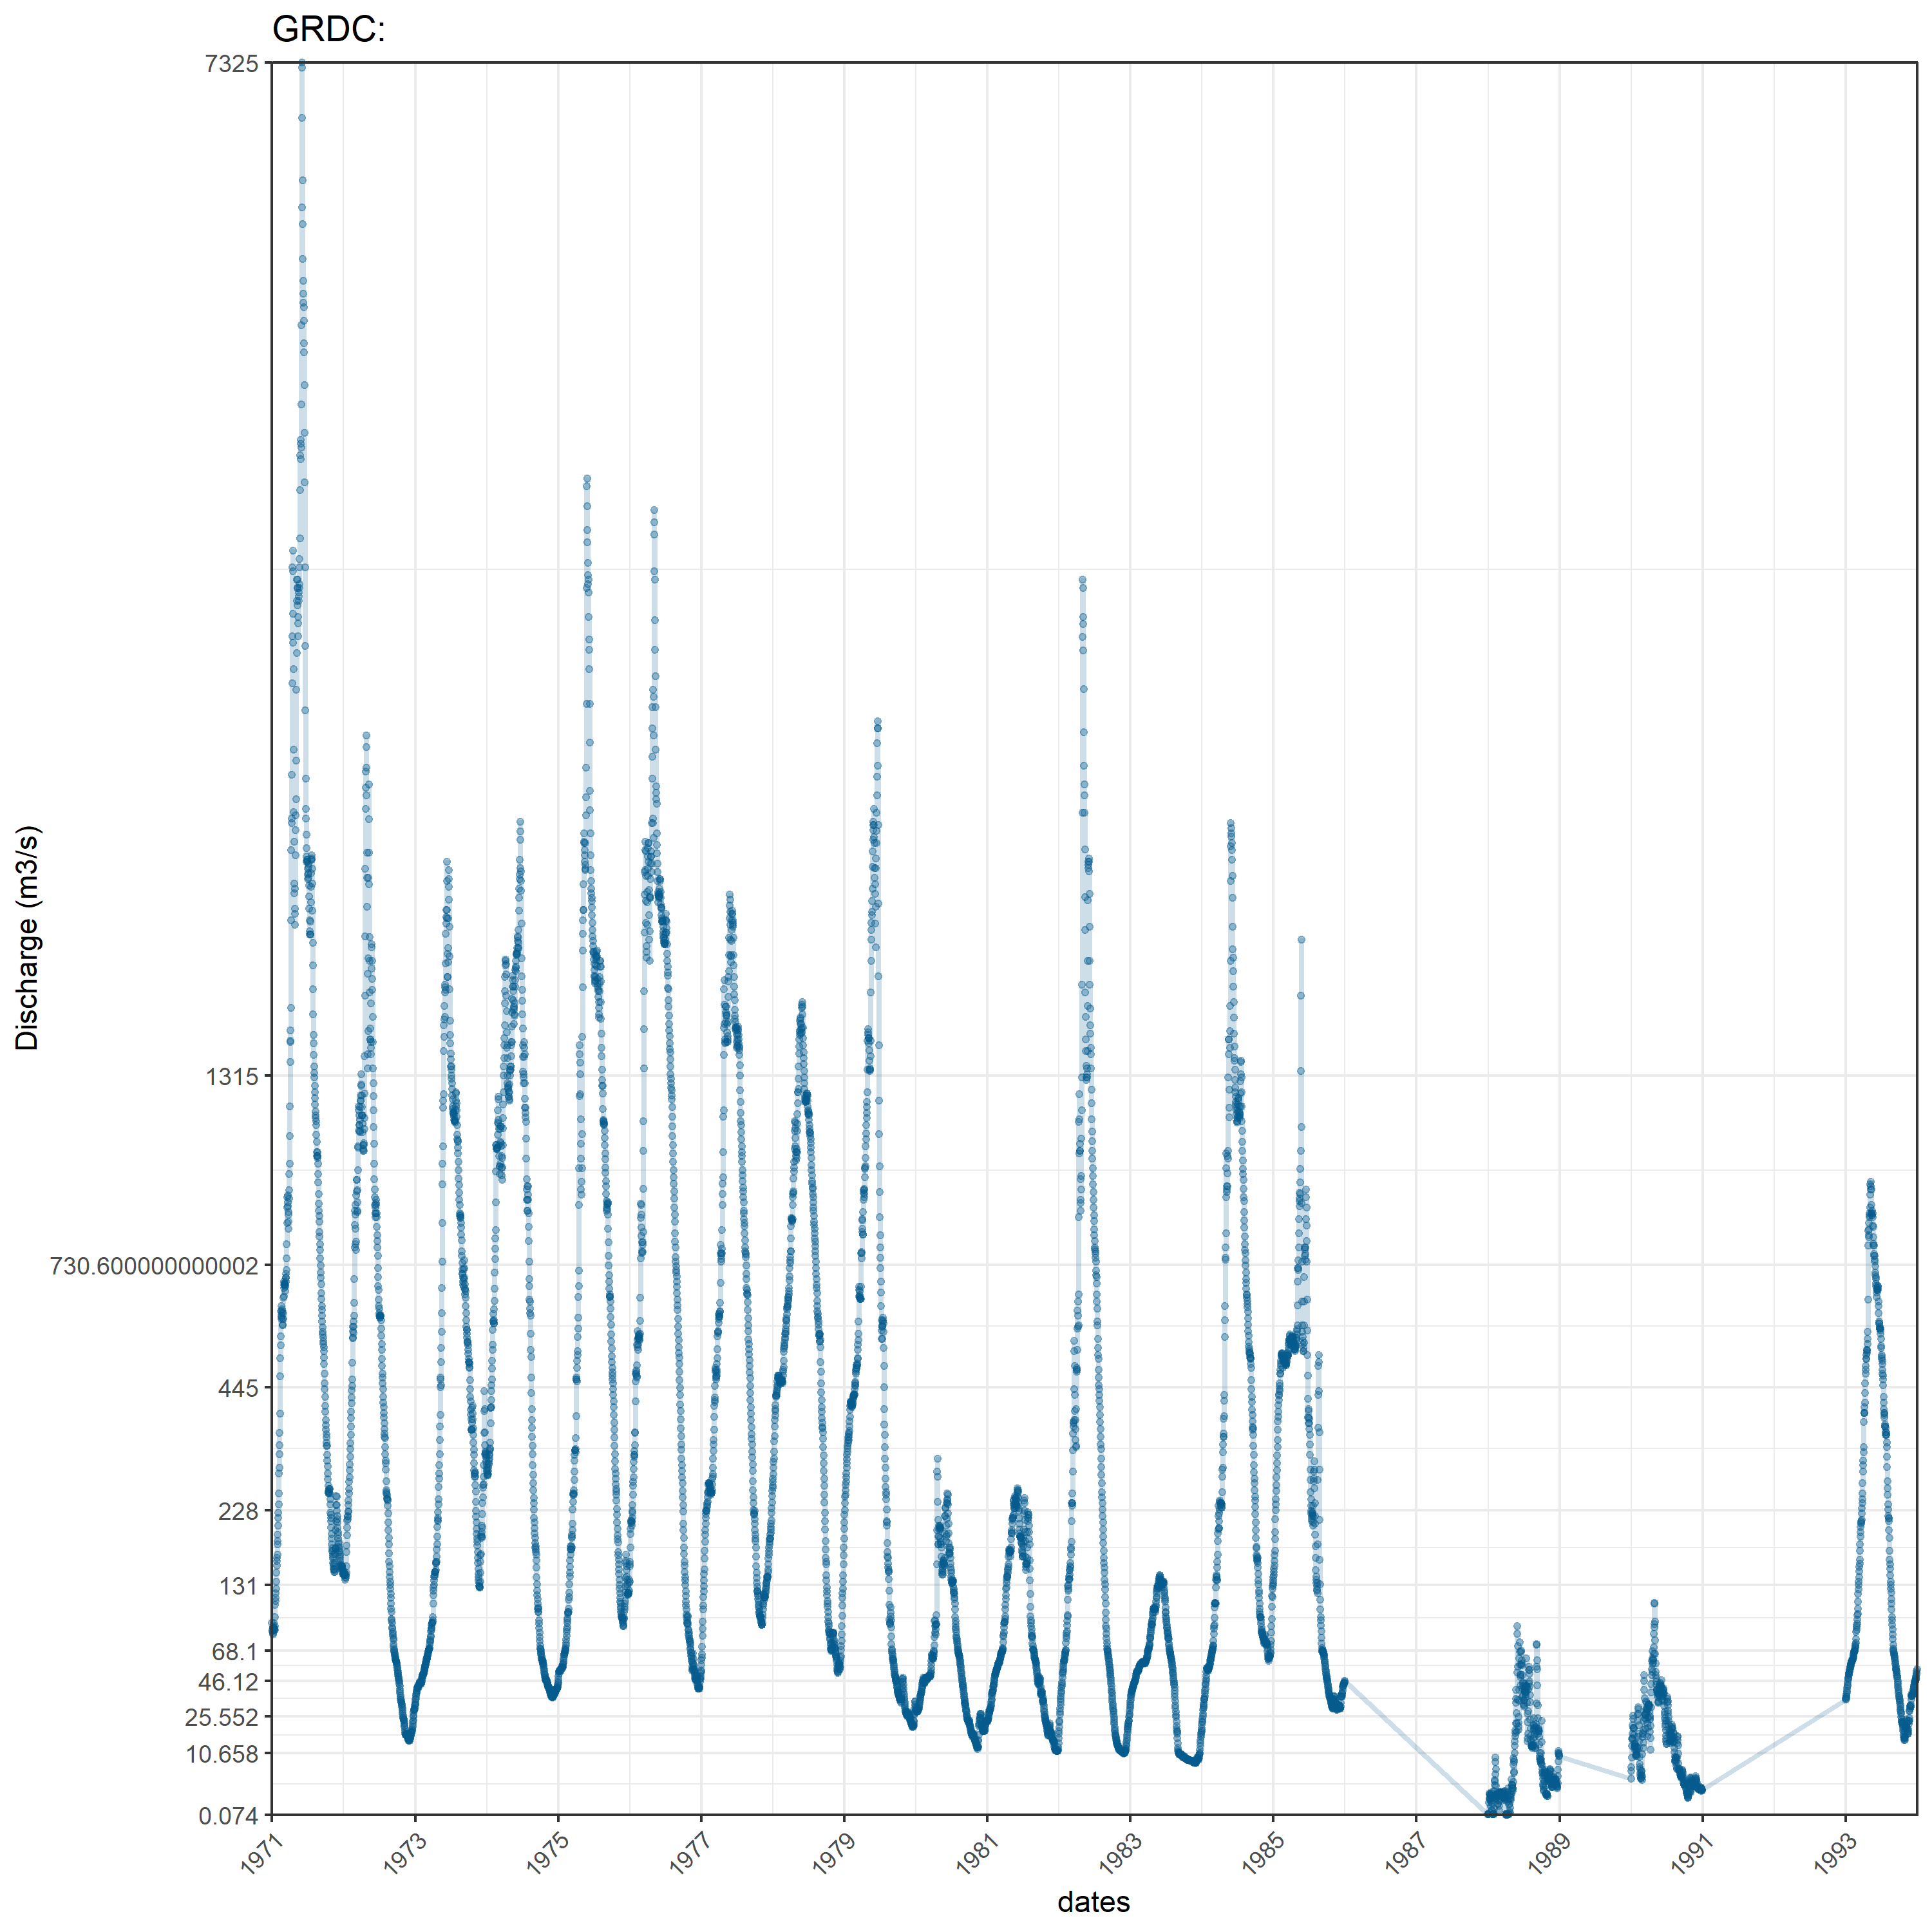 GRDC:
7325
1315
730.600000000002
445
228
131
68.1
46.12
25.552
10.658
0.074
Discharge (m3/s)
1971 1973 1975 1977 1979 1981 1983 1985 1987 1989 1991 1993
dates